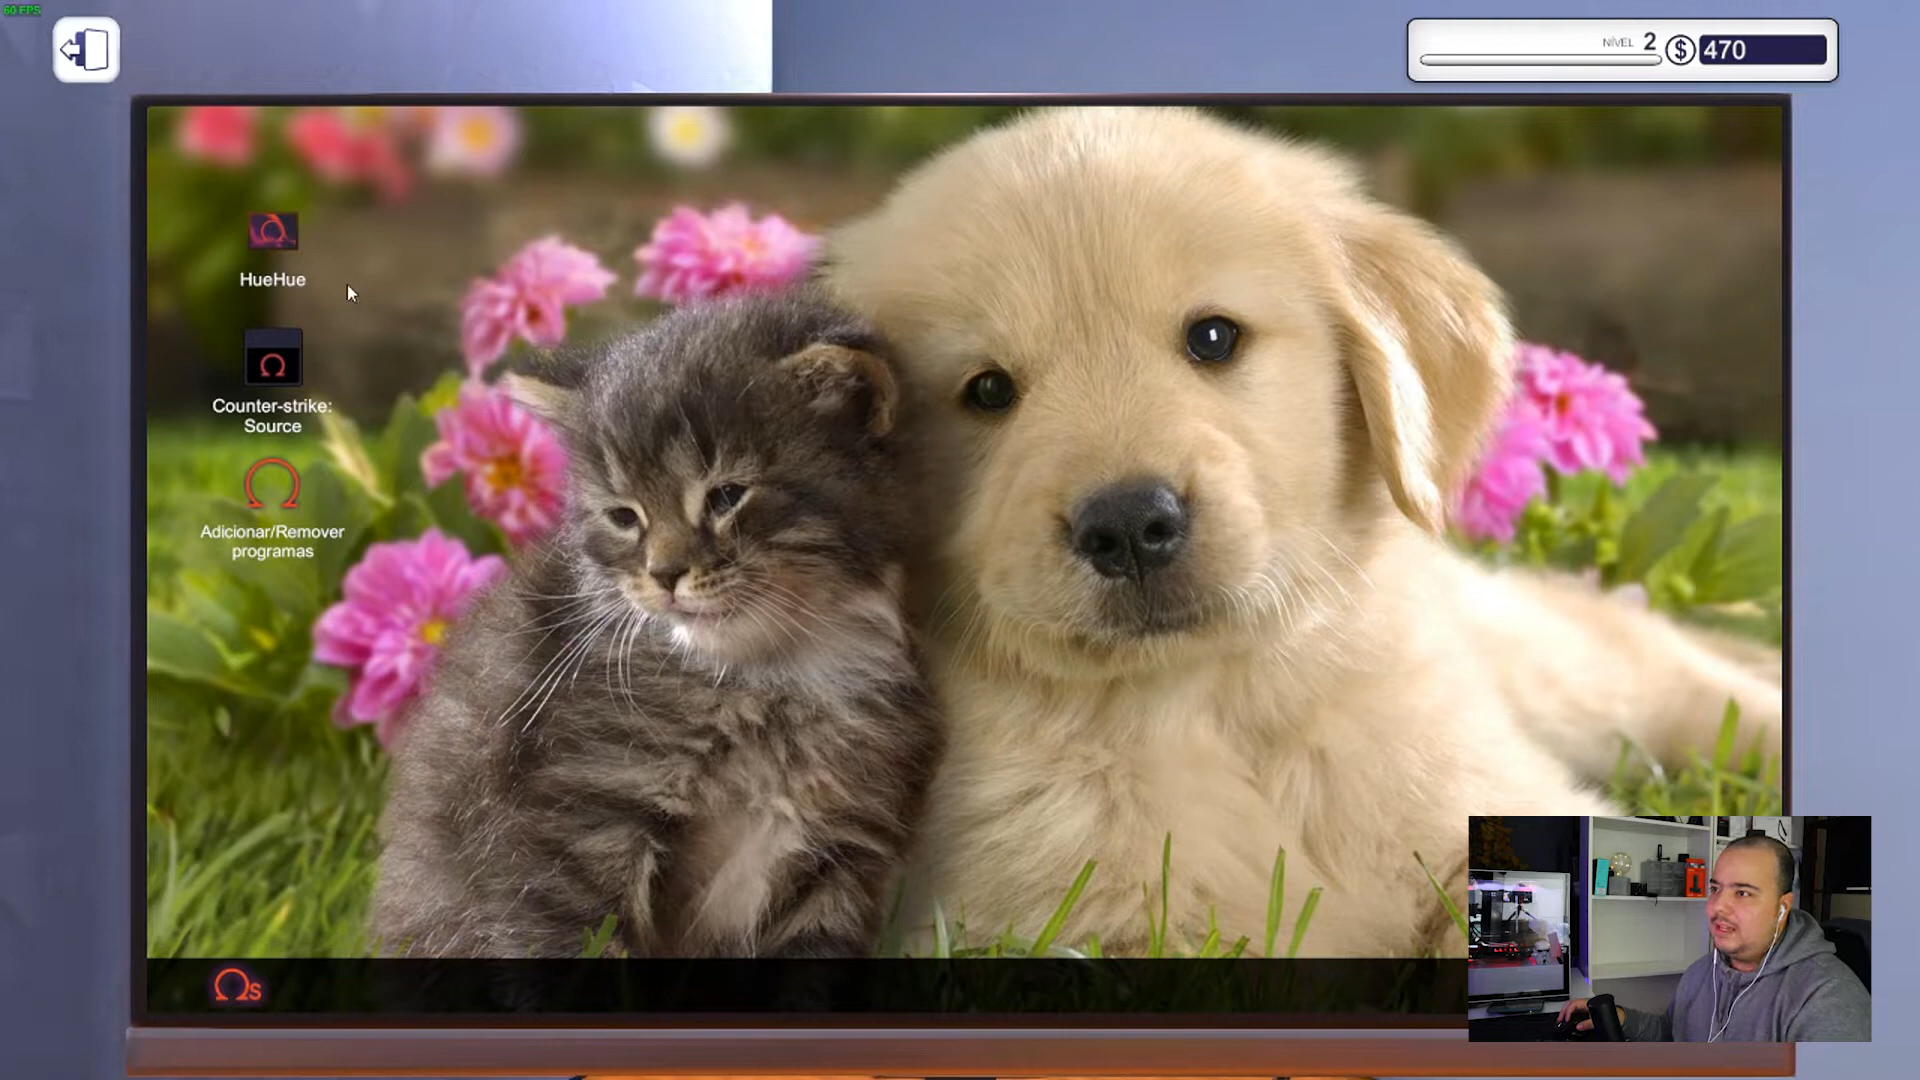 60 FPS
NÍVEL 2
$ 470
HueHue
Counter-strike:
Source
Adicionar/Remover
programas
Ωs